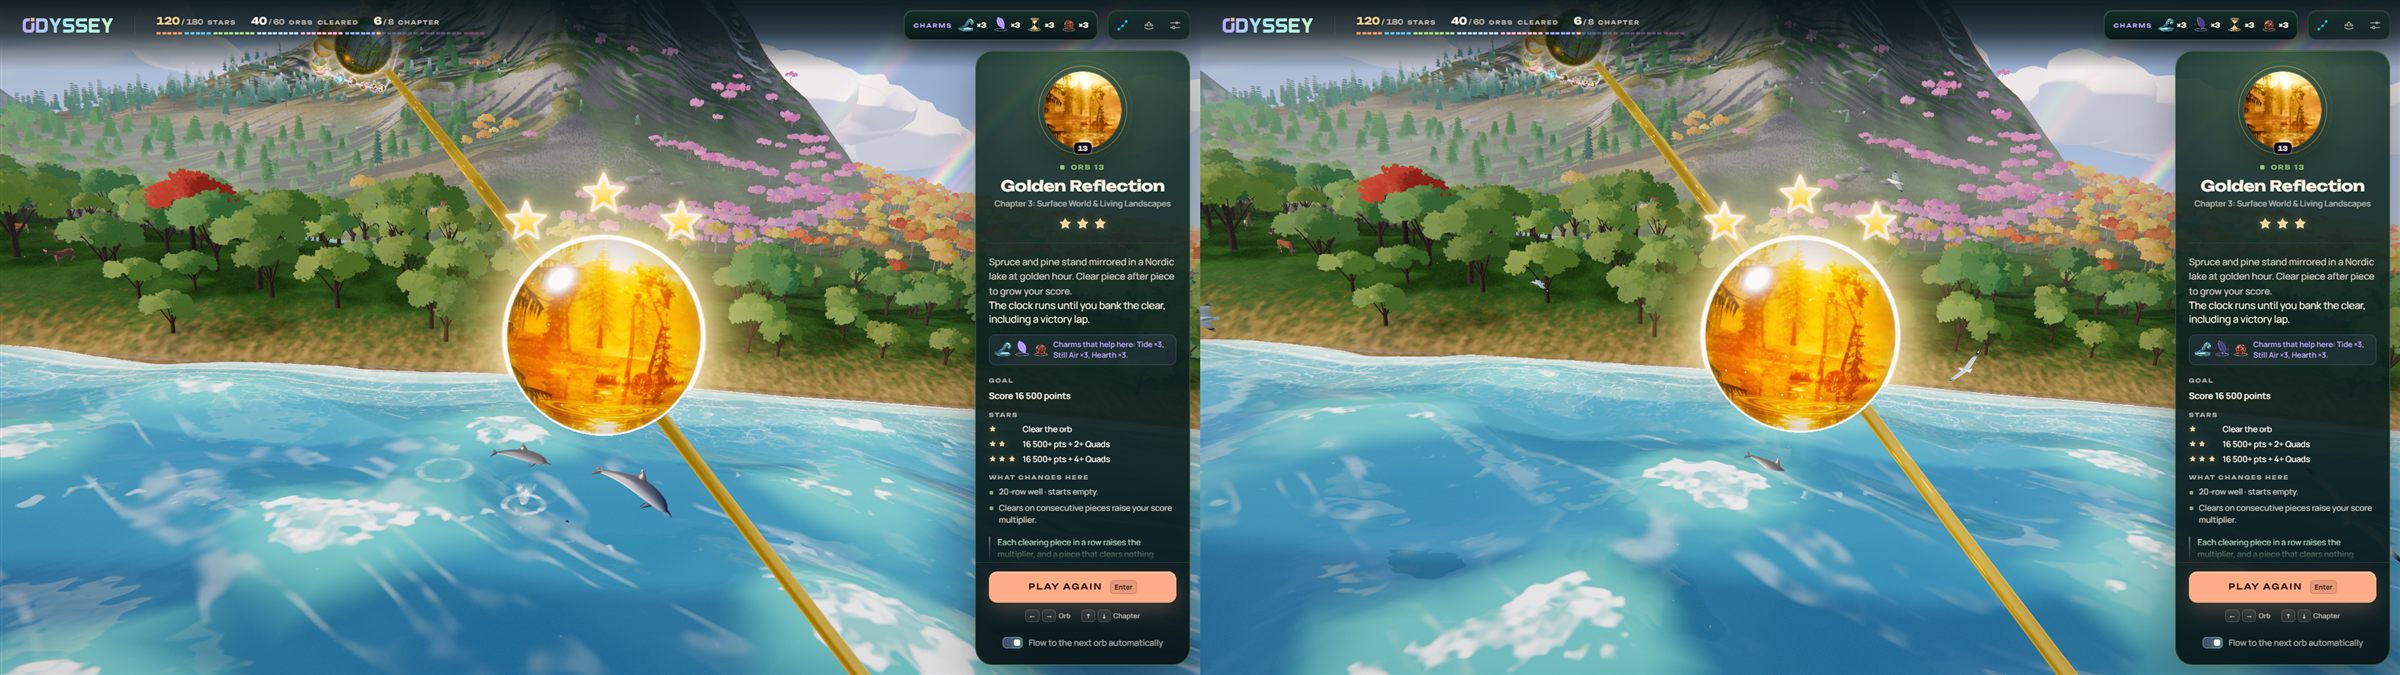 ODYSSEY
120/180 STARS 40/60 ORBS CLEARED 6/8 CHAPTER
CHARMS ×3 ×3 ×3 ×3
13
ORB 13
Golden Reflection
Chapter 3: Surface World & Living Landscapes
Spruce and pine stand mirrored in a Nordic
lake at golden hour. Clear piece after piece
to grow your score.
The clock runs until you bank the clear,
including a victory lap.
Charms that help here: Tide ×3,
Still Air ×3, Hearth ×3.
GOAL
Score 16 500 points
STARS
Clear the orb
16 500+ pts + 2+ Quads
16 500+ pts + 4+ Quads
WHAT CHANGES HERE
20-row well · starts empty.
Clears on consecutive pieces raise your score
multiplier.
Each clearing piece in a row raises the
multiplier, and a piece that clears nothing
PLAY AGAIN Enter
← → Orb ↑ ↓ Chapter
Flow to the next orb automatically
ODYSSEY
120/180 STARS 40/60 ORBS CLEARED 6/8 CHAPTER
CHARMS ×3 ×3 ×3 ×3
13
ORB 13
Golden Reflection
Chapter 3: Surface World & Living Landscapes
Spruce and pine stand mirrored in a Nordic
lake at golden hour. Clear piece after piece
to grow your score.
The clock runs until you bank the clear,
including a victory lap.
Charms that help here: Tide ×3,
Still Air ×3, Hearth ×3.
GOAL
Score 16 500 points
STARS
Clear the orb
16 500+ pts + 2+ Quads
16 500+ pts + 4+ Quads
WHAT CHANGES HERE
20-row well · starts empty.
Clears on consecutive pieces raise your score
multiplier.
Each clearing piece in a row raises the
multiplier, and a piece that clears nothing
PLAY AGAIN Enter
← → Orb ↑ ↓ Chapter
Flow to the next orb automatically